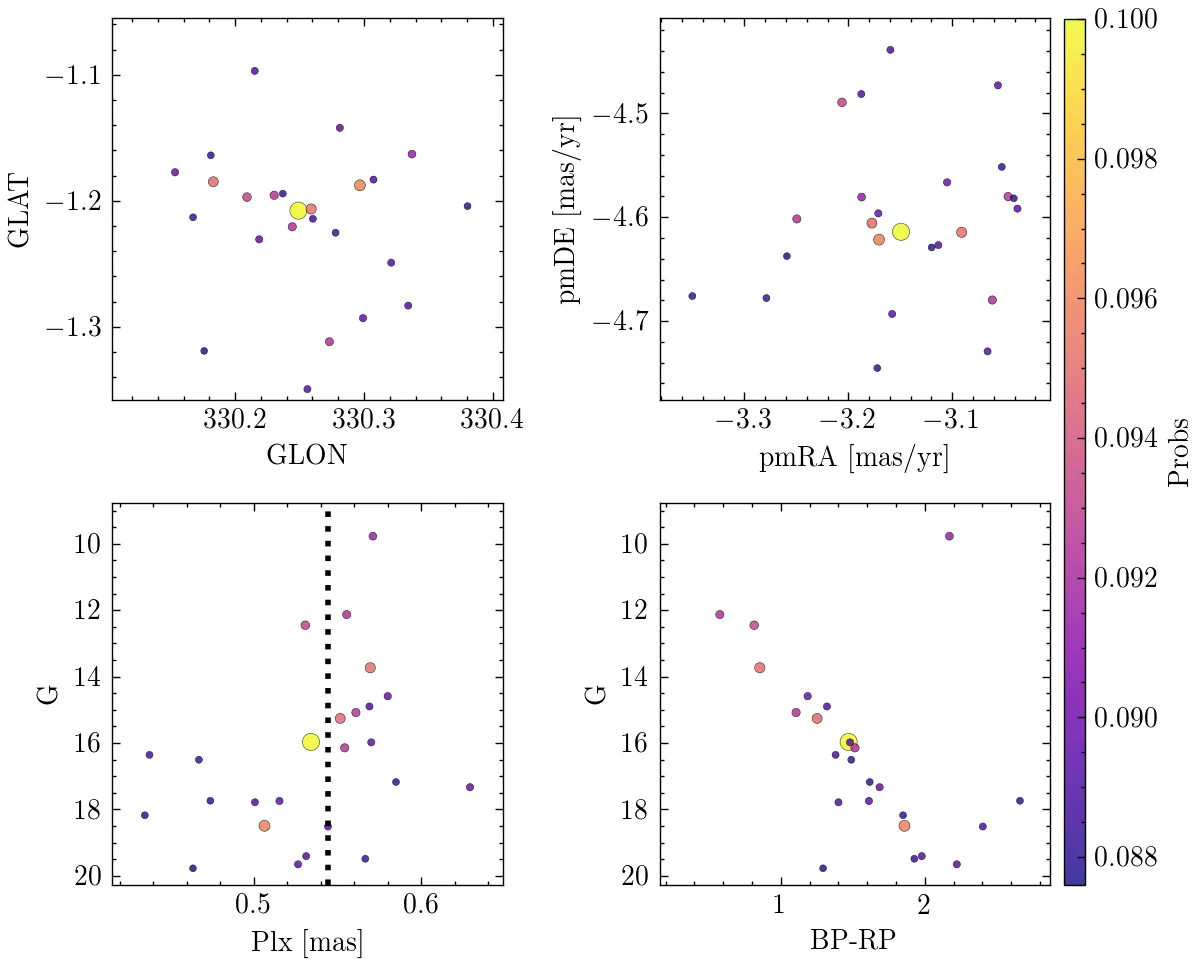 −1.1
−1.2
−1.3
GLAT
330.2 330.3 330.4
GLON
−4.5
−4.6
−4.7
pmDE [mas/yr]
−3.3 −3.2 −3.1
pmRA [mas/yr]
0.100
0.098
0.096
0.094
0.092
0.090
0.088
Probs
10
12
14
16
18
20
G
0.5 0.6
Plx [mas]
10
12
14
16
18
20
G
1 2
BP-RP